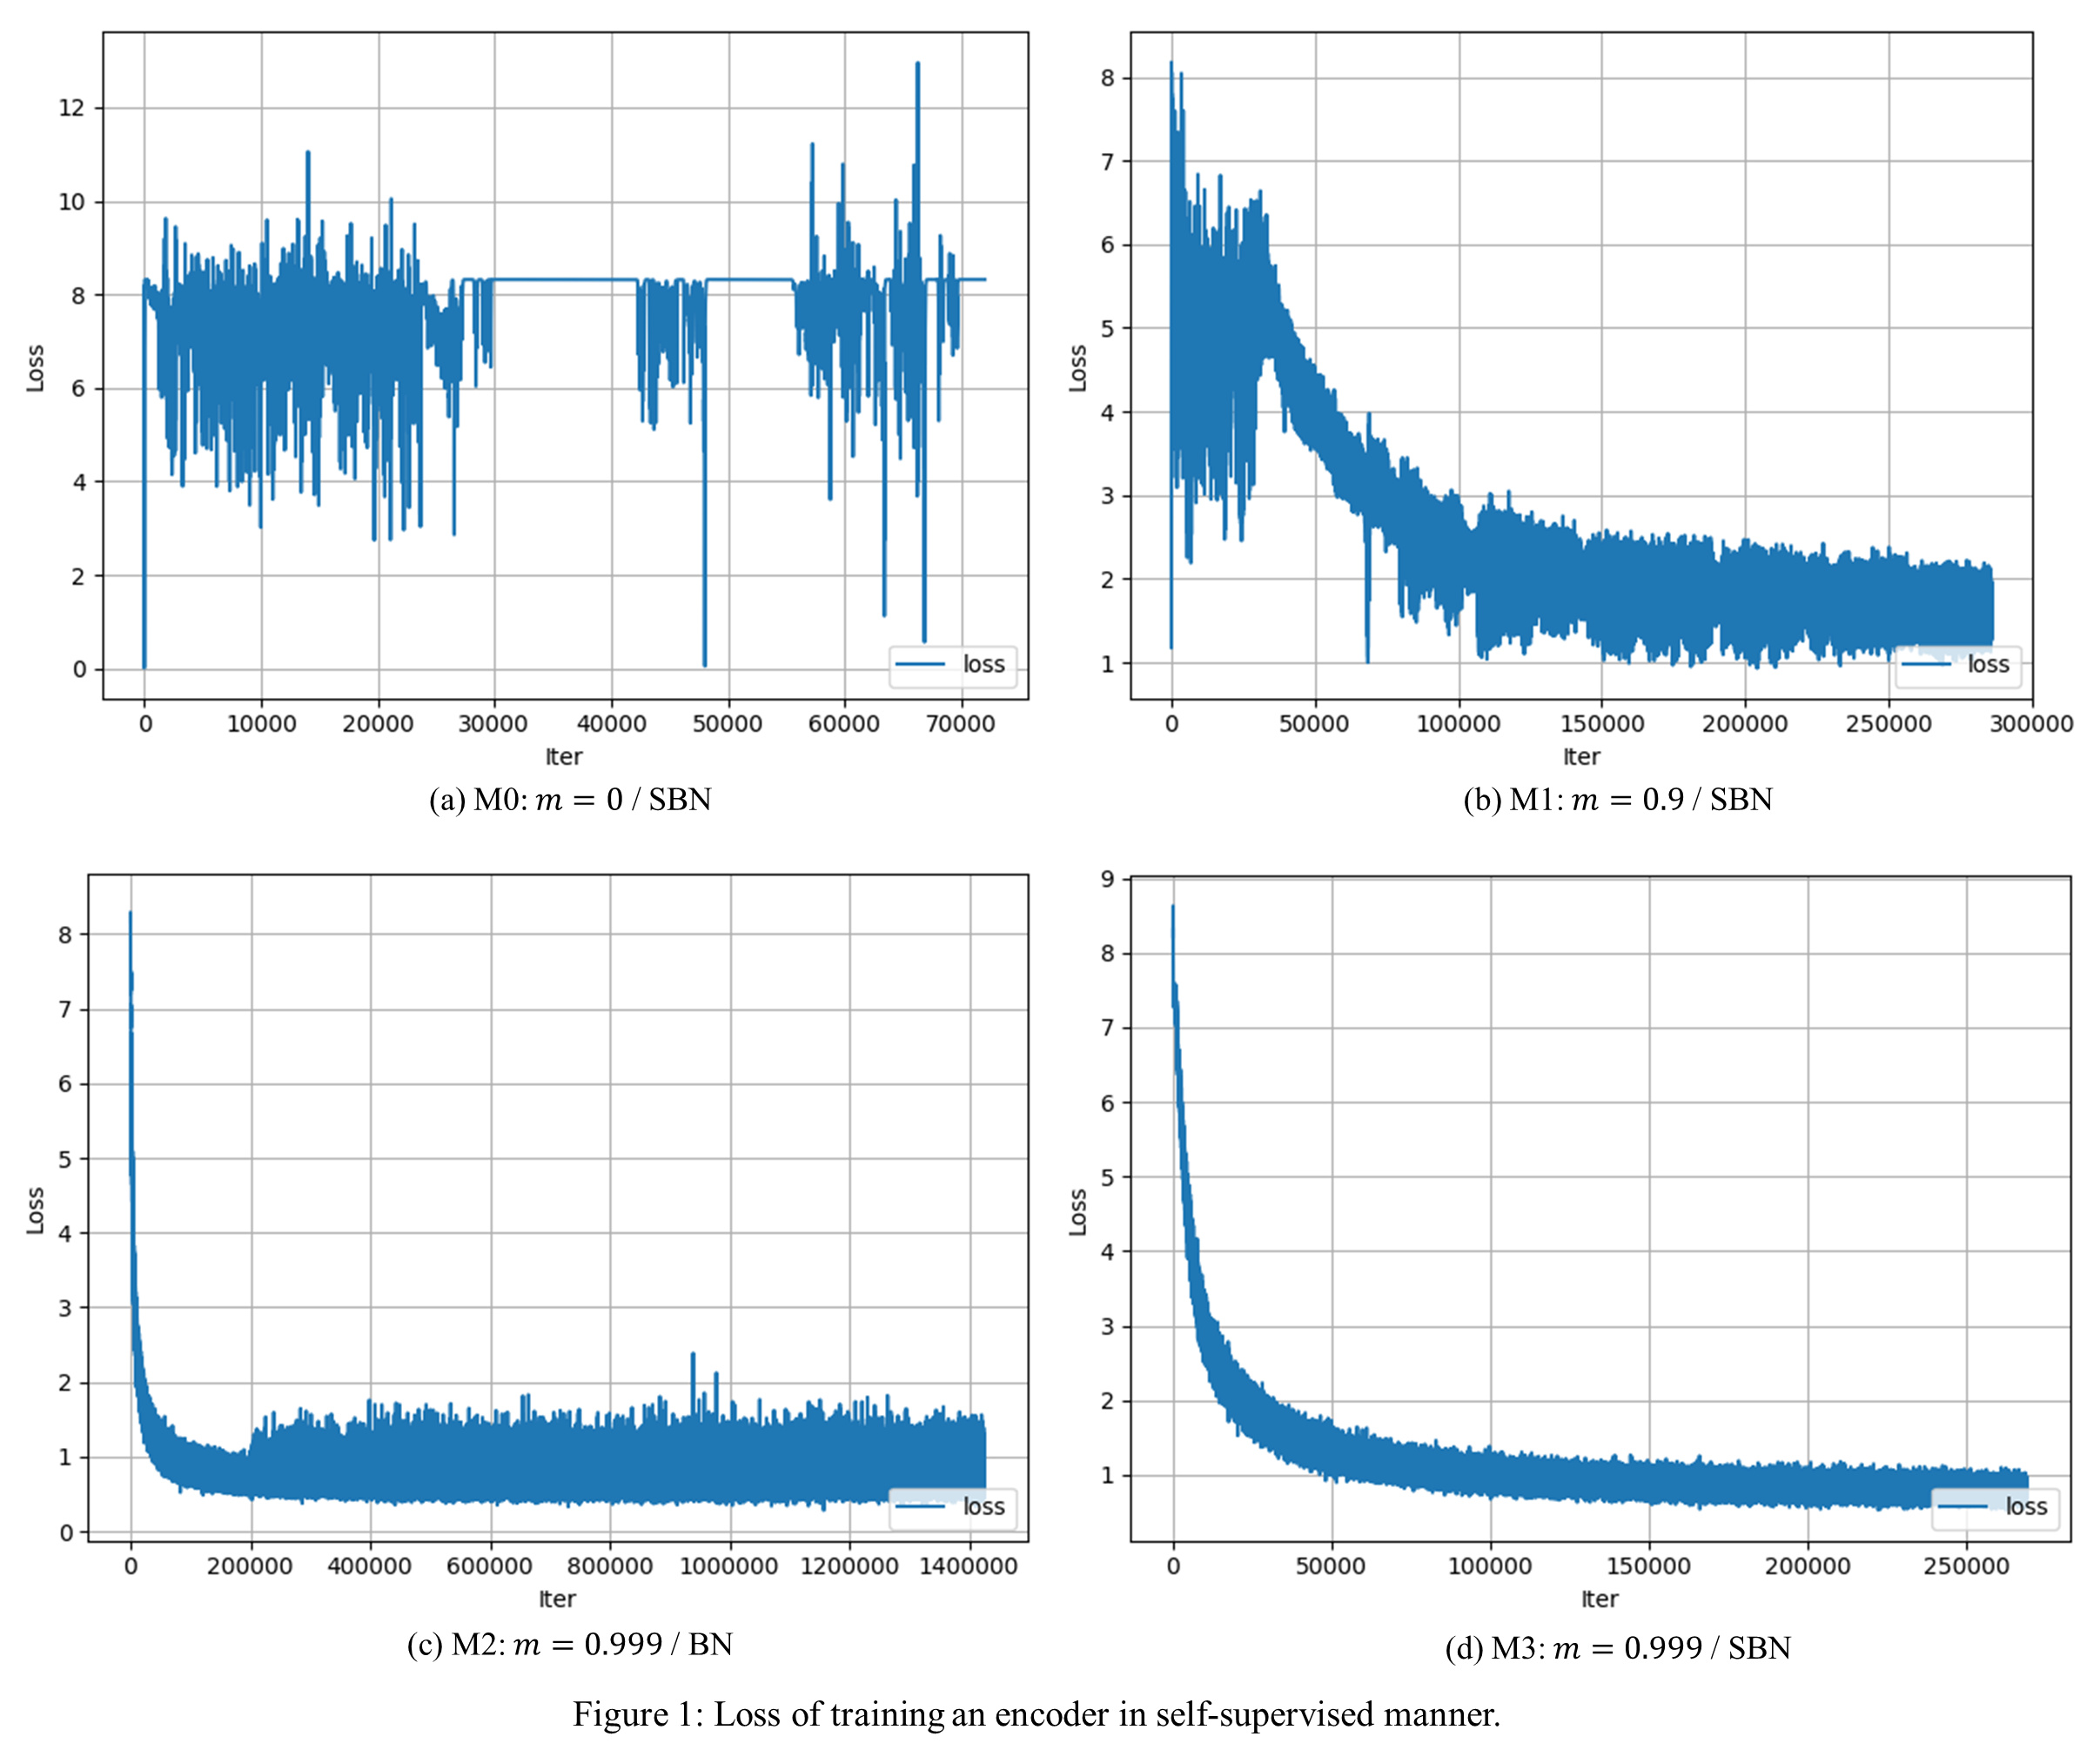 12
10
8
6
4
2
0
Loss
0 10000 20000 30000 40000 50000 60000 70000
Iter
loss
(a) M0: m = 0 / SBN
8
7
6
5
4
3
2
1
Loss
0 50000 100000 150000 200000 250000 300000
Iter
loss
(b) M1: m = 0.9 / SBN
8
7
6
5
4
3
2
1
0
Loss
0 200000 400000 600000 800000 1000000 1200000 1400000
Iter
loss
(c) M2: m = 0.999 / BN
9
8
7
6
5
4
3
2
1
Loss
0 50000 100000 150000 200000 250000
Iter
loss
(d) M3: m = 0.999 / SBN
Figure 1: Loss of training an encoder in self-supervised manner.